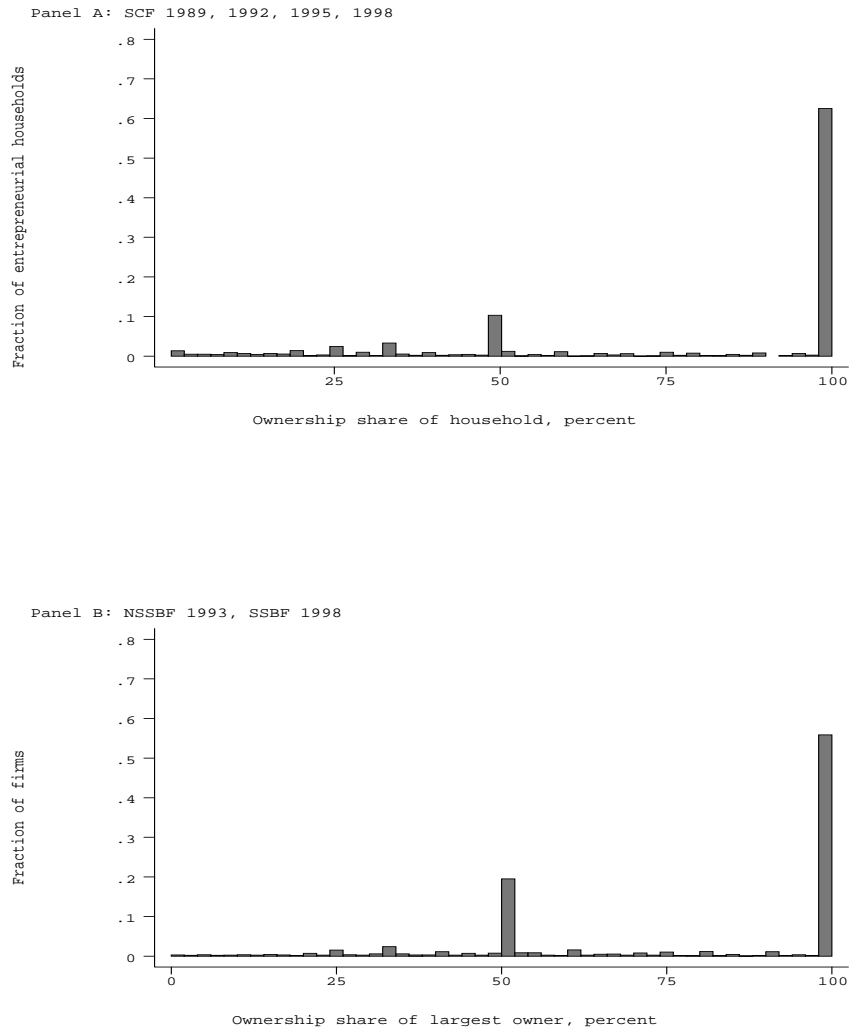 Panel A: SCF 1989, 1992, 1995, 1998
Fraction of entrepreneurial households
.8
.7
.6
.5
.4
.3
.2
.1
0
25 50 75 100
Ownership share of household, percent
Panel B: NSSBF 1993, SSBF 1998
Fraction of firms
.8
.7
.6
.5
.4
.3
.2
.1
0
0 25 50 75 100
Ownership share of largest owner, percent